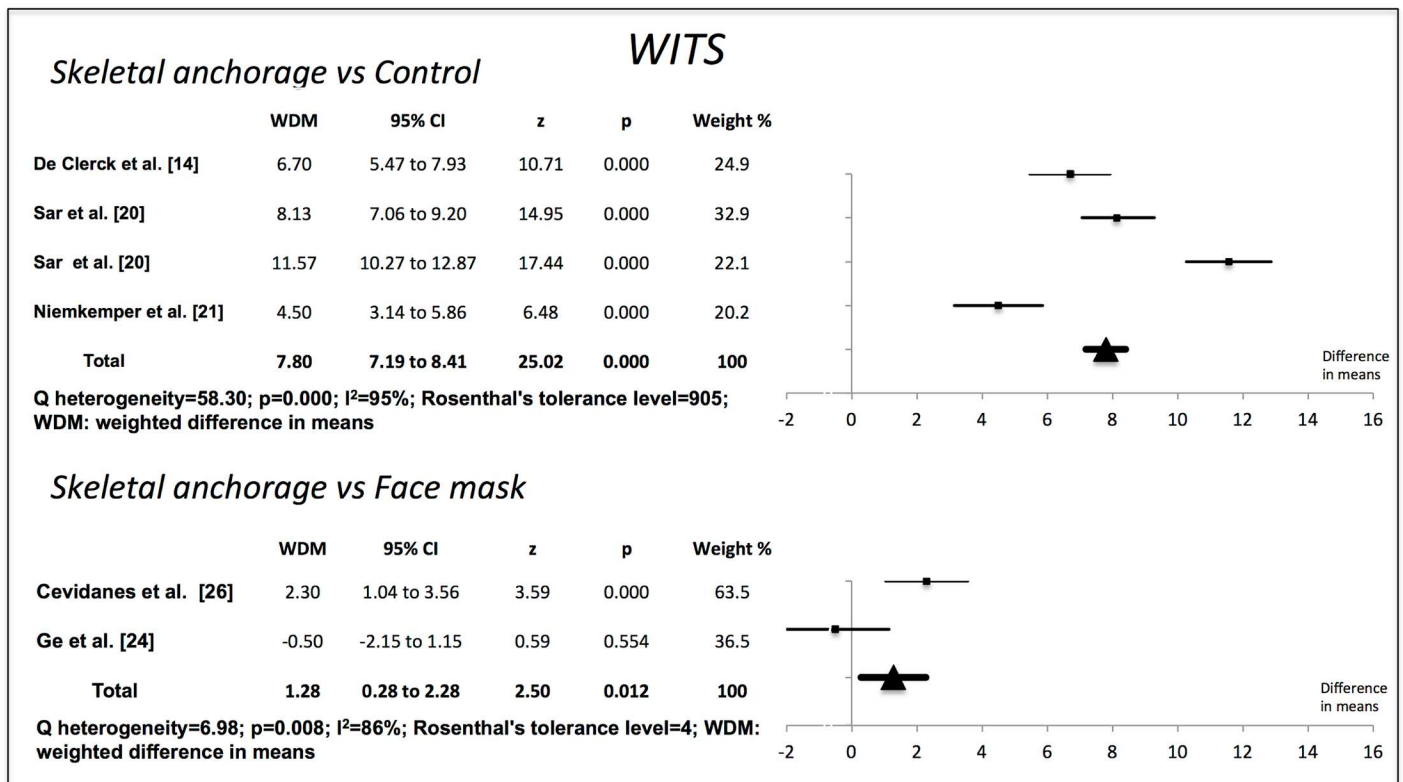 WITS
Skeletal anchorage vs Control
WDM 95% CI z p Weight %
De Clerck et al. [14] 6.70 5.47 to 7.93 10.71 0.000 24.9
Sar et al. [20] 8.13 7.06 to 9.20 14.95 0.000 32.9
Sar et al. [20] 11.57 10.27 to 12.87 17.44 0.000 22.1
Niemkemper et al. [21] 4.50 3.14 to 5.86 6.48 0.000 20.2
Total 7.80 7.19 to 8.41 25.02 0.000 100
Q heterogeneity=58.30; p=0.000; I²=95%; Rosenthal's tolerance level=905;
WDM: weighted difference in means
Difference
in means
-2 0 2 4 6 8 10 12 14 16
Skeletal anchorage vs Face mask
WDM 95% CI z p Weight %
Cevidanes et al. [26] 2.30 1.04 to 3.56 3.59 0.000 63.5
Ge et al. [24] -0.50 -2.15 to 1.15 0.59 0.554 36.5
Total 1.28 0.28 to 2.28 2.50 0.012 100
Q heterogeneity=6.98; p=0.008; I²=86%; Rosenthal's tolerance level=4; WDM:
weighted difference in means
Difference
in means
-2 0 2 4 6 8 10 12 14 16